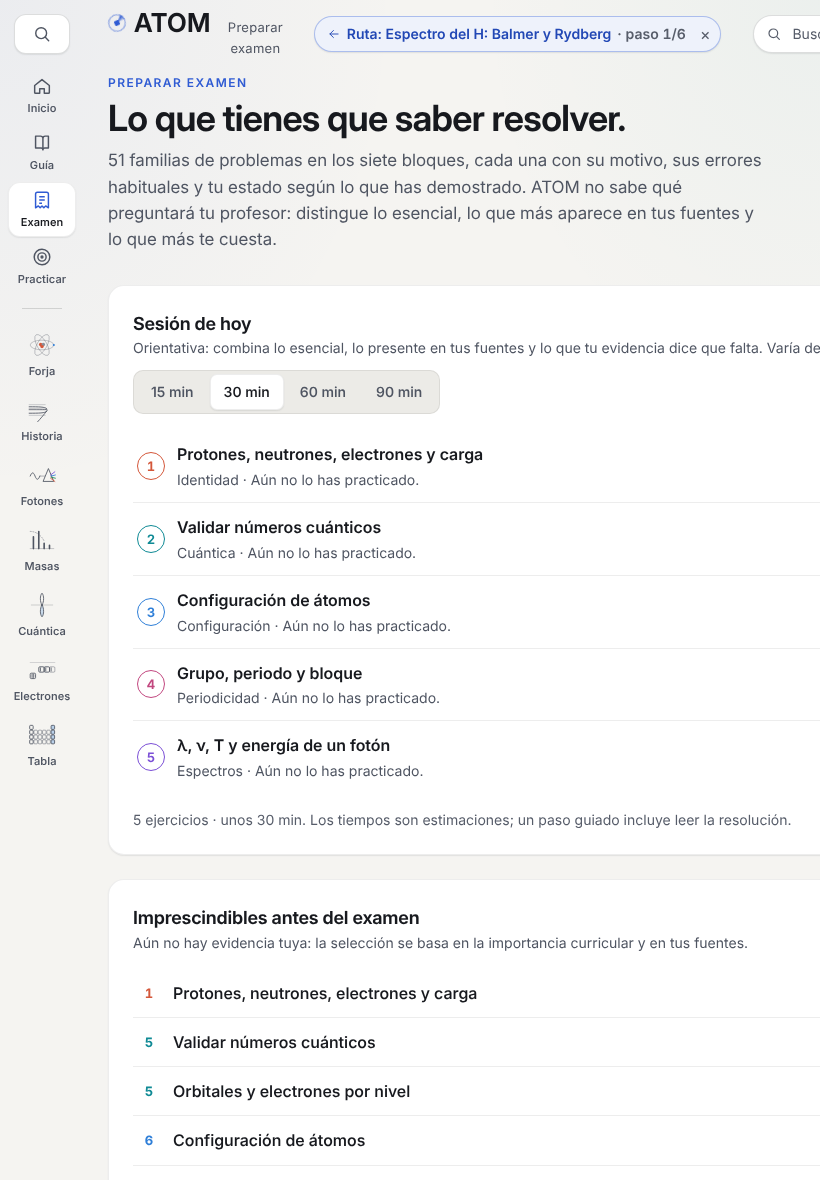 ATOM
Preparar
examen
← Ruta: Espectro del H: Balmer y Rydberg · paso 1/6 ×
Inicio
Guía
Examen
Practicar
Forja
Historia
Fotones
Masas
Cuántica
Electrones
Tabla
PREPARAR EXAMEN
Lo que tienes que saber resolver.
51 familias de problemas en los siete bloques, cada una con su motivo, sus errores
habituales y tu estado según lo que has demostrado. ATOM no sabe qué
preguntará tu profesor: distingue lo esencial, lo que más aparece en tus fuentes y
lo que más te cuesta.
Sesión de hoy
Orientativa: combina lo esencial, lo presente en tus fuentes y lo que tu evidencia dice que falta. Varía de
15 min 30 min 60 min 90 min
1 Protones, neutrones, electrones y carga
Identidad · Aún no lo has practicado.
2 Validar números cuánticos
Cuántica · Aún no lo has practicado.
3 Configuración de átomos
Configuración · Aún no lo has practicado.
4 Grupo, periodo y bloque
Periodicidad · Aún no lo has practicado.
5 λ, ν, T y energía de un fotón
Espectros · Aún no lo has practicado.
5 ejercicios · unos 30 min. Los tiempos son estimaciones; un paso guiado incluye leer la resolución.
Imprescindibles antes del examen
Aún no hay evidencia tuya: la selección se basa en la importancia curricular y en tus fuentes.
1 Protones, neutrones, electrones y carga
5 Validar números cuánticos
5 Orbitales y electrones por nivel
6 Configuración de átomos